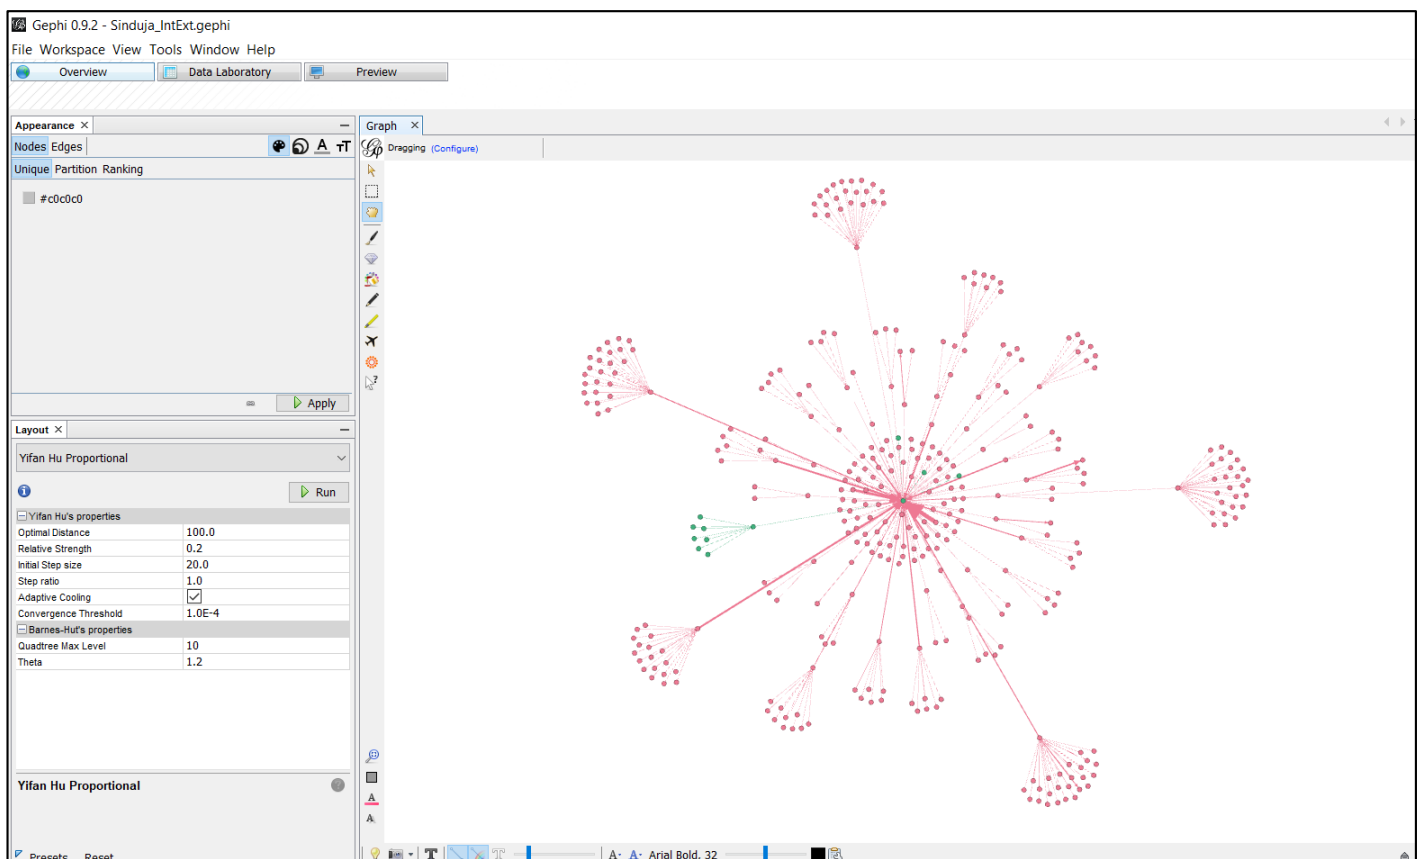 Gephi 0.9.2 - Sinduja_IntExt.gephi
File Workspace View Tools Window Help
Overview Data Laboratory Preview
Appearance
Nodes Edges A TT
Unique Partition Ranking
#c0c0c0
Apply
Layout
Yifan Hu Proportional
Run
Yifan Hu's properties
Optimal Distance 100.0
Relative Strength 0.2
Initial Step size 20.0
Step ratio 1.0
Adaptive Cooling
Convergence Threshold 1.0E-4
Barnes-Hut's properties
Quadtree Max Level 10
Theta 1.2
Yifan Hu Proportional
Presets... Reset
Graph
Dragging (Configure)
A
A
T T A- A- Arial Bold, 32